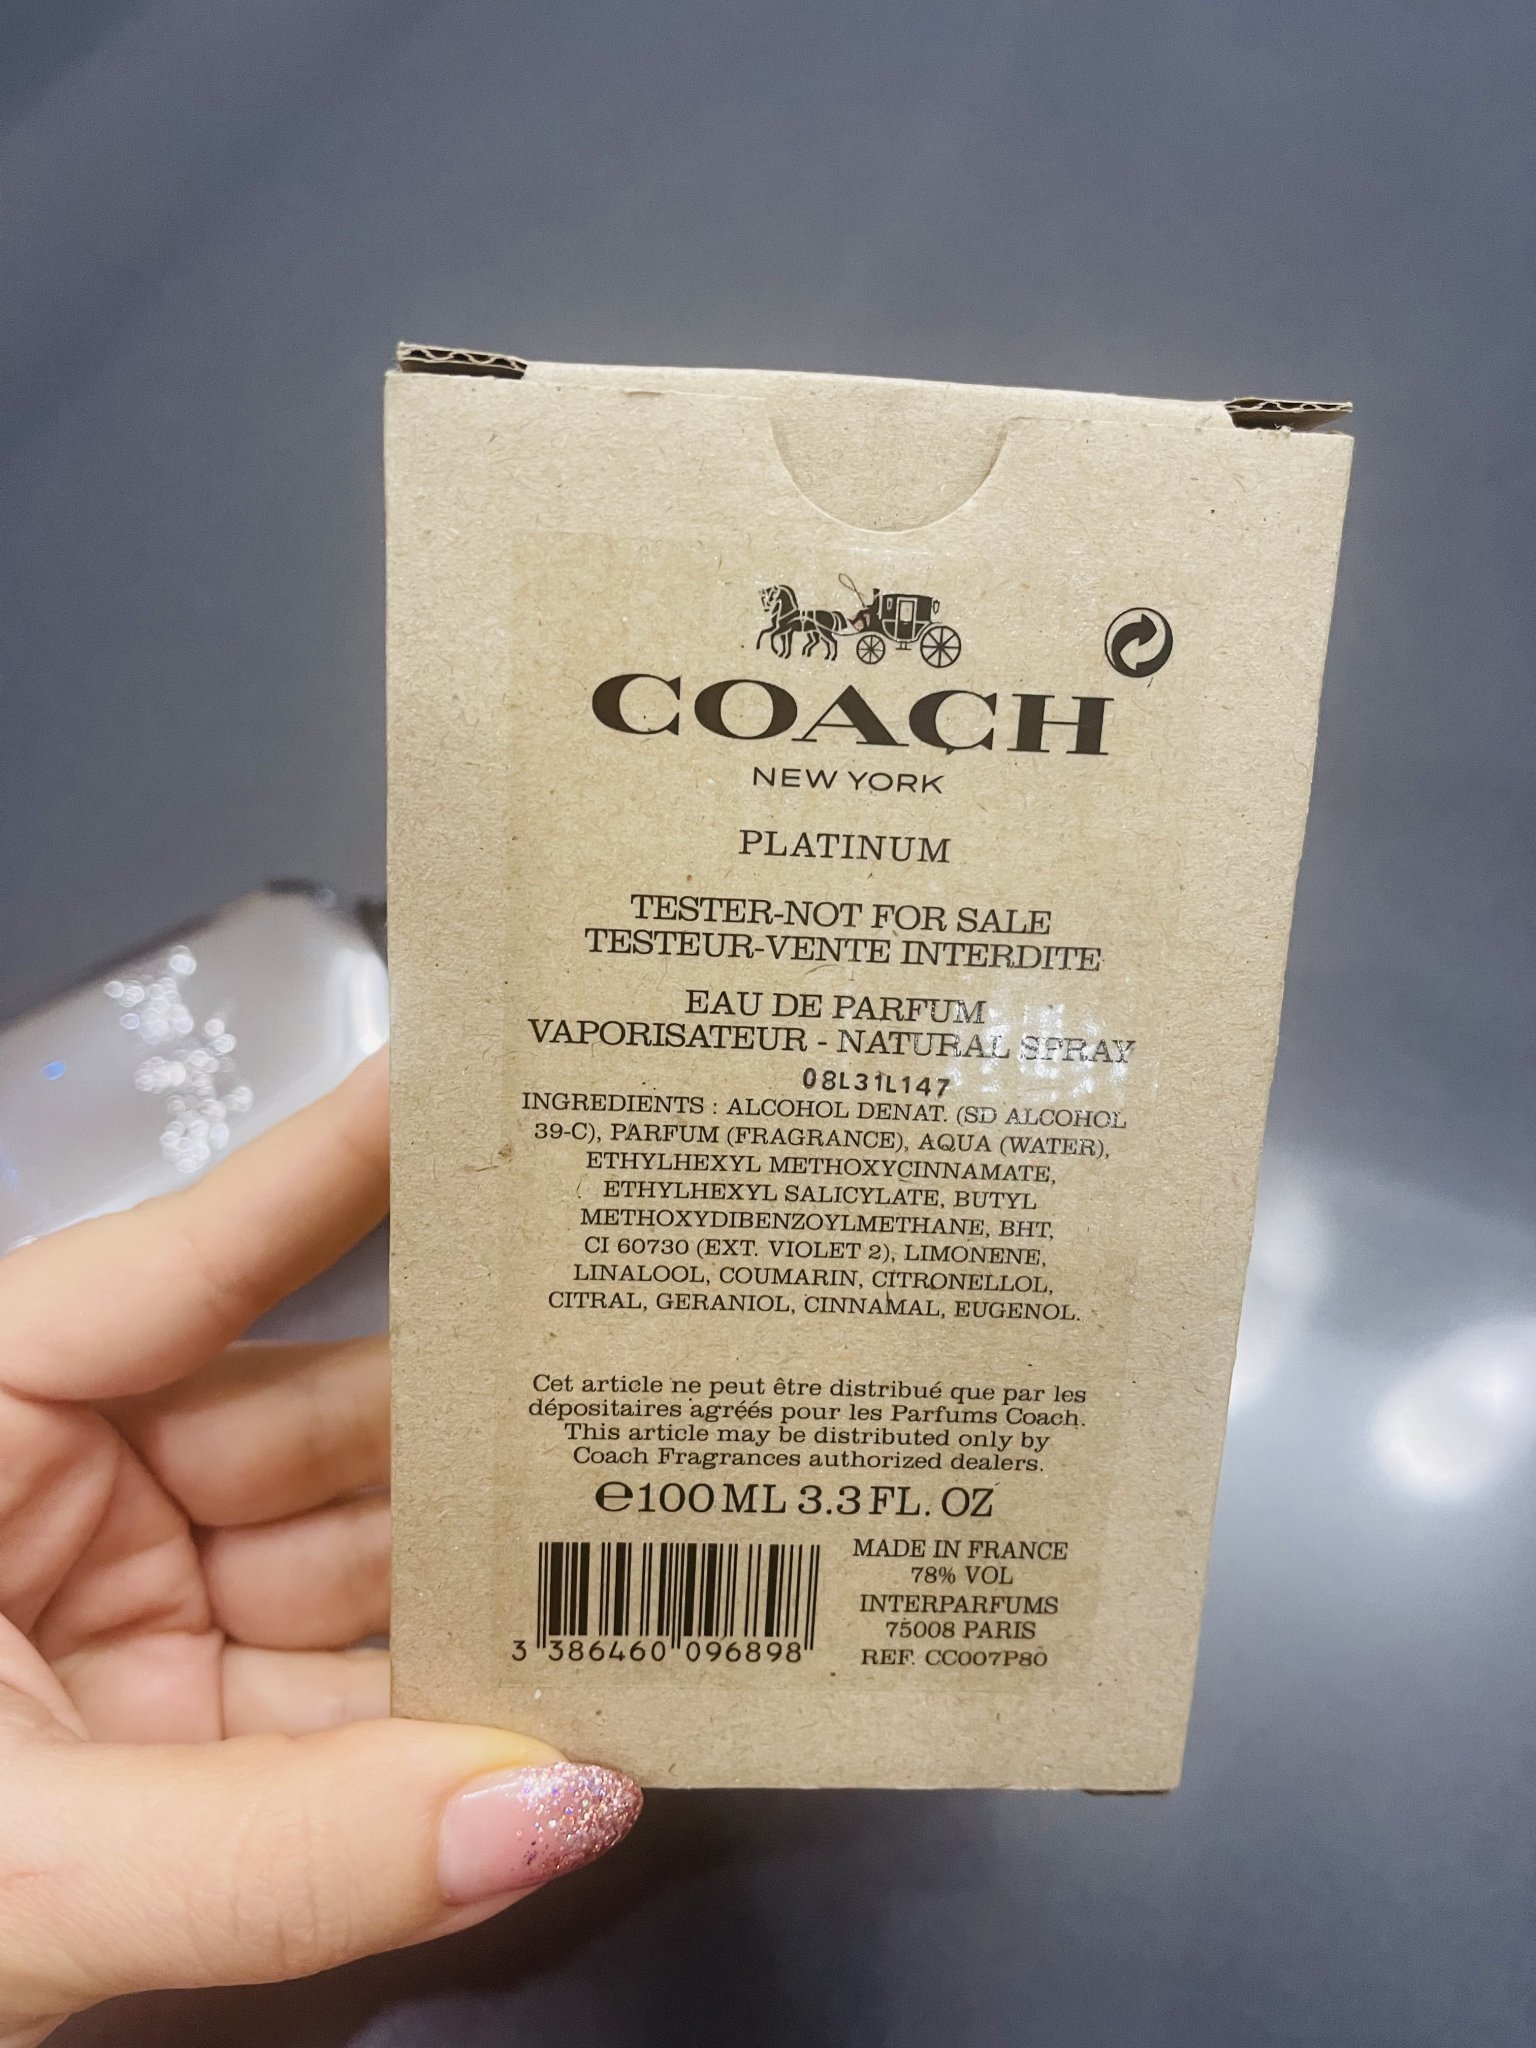 COACH
NEW YORK
PLATINUM
TESTER-NOT FOR SALE
TESTEUR-VENTE INTERDITE
EAU DE PARFUM
VAPORISATEUR - NATURAL SPRAY
08L31L147
INGREDIENTS : ALCOHOL DENAT. (SD ALCOHOL
39-C), PARFUM (FRAGRANCE), AQUA (WATER),
ETHYLHEXYL METHOXYCINNAMATE,
ETHYLHEXYL SALICYLATE, BUTYL
METHOXYDIBENZOYLMETHANE, BHT,
CI 60730 (EXT. VIOLET 2), LIMONENE,
LINALOOL, COUMARIN, CITRONELLOL,
CITRAL, GERANIOL, CINNAMAL, EUGENOL.
Cet article ne peut être distribué que par les
dépositaires agréés pour les Parfums Coach.
This article may be distributed only by
Coach Fragrances authorized dealers.
℮100ML 3.3FL. OZ
MADE IN FRANCE
78% VOL
INTERPARFUMS
75008 PARIS
REF. CC007P80
3 386460 096898